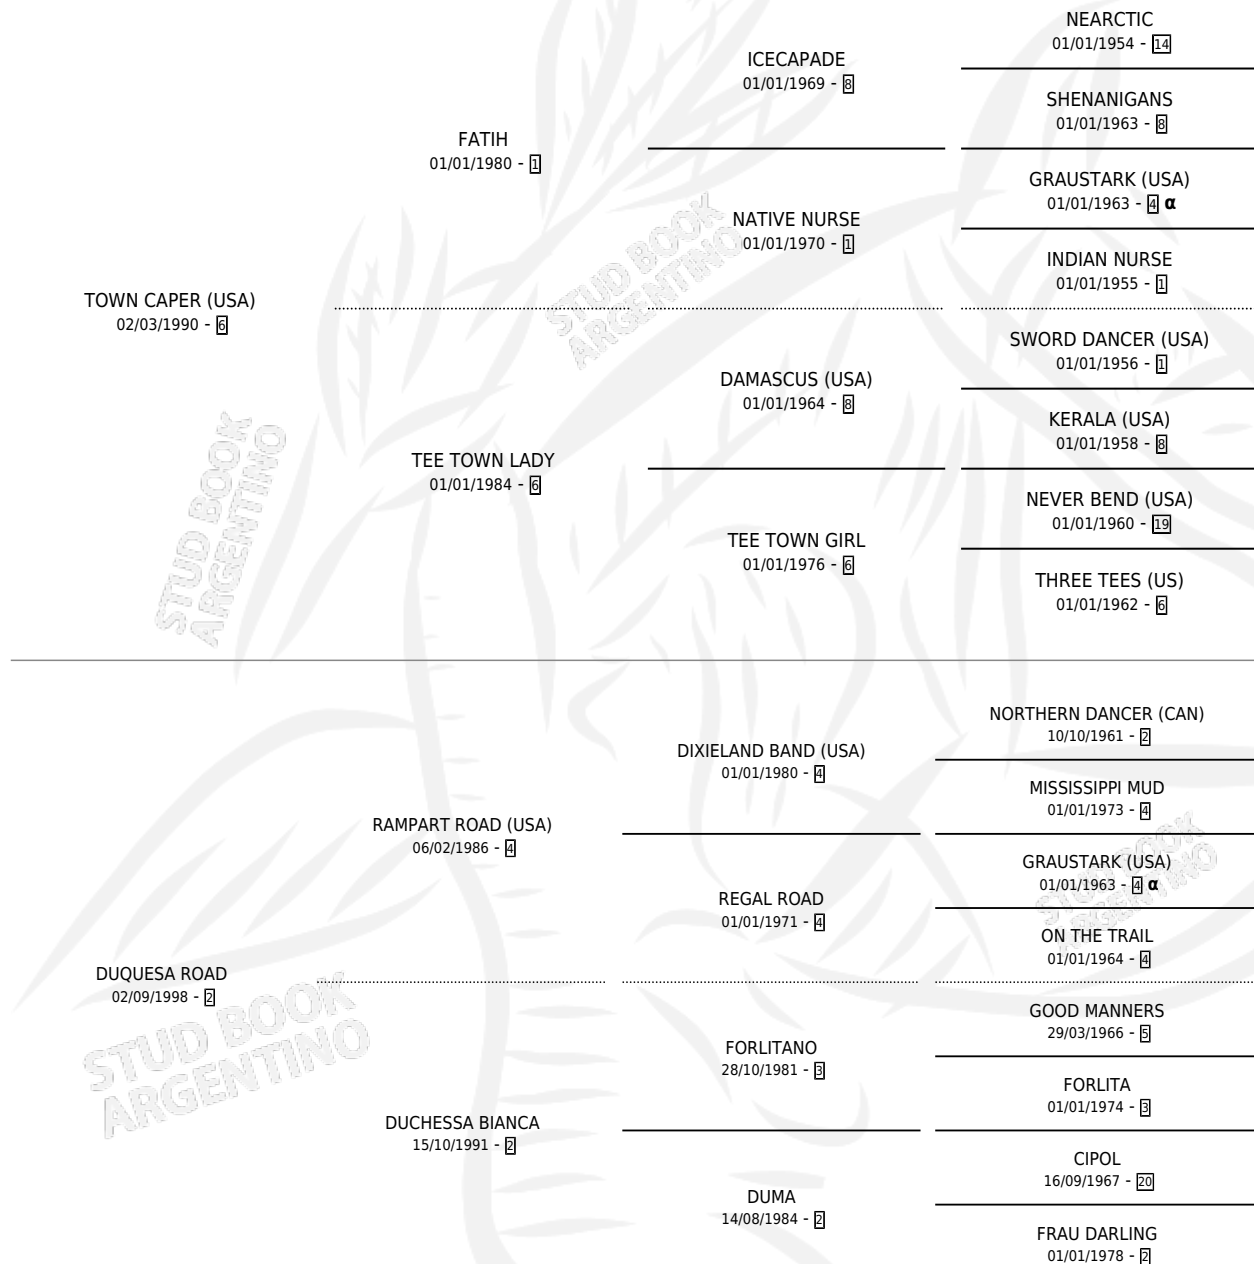 NEARCTIC
01/01/1954 - 14
ICECAPADE
01/01/1969 - 8
SHENANIGANS
01/01/1963 - 8
FATIH
01/01/1980 - 1
GRAUSTARK (USA)
01/01/1963 - 4 α
NATIVE NURSE
01/01/1970 - 1
INDIAN NURSE
01/01/1955 - 1
TOWN CAPER (USA)
02/03/1990 - 6
SWORD DANCER (USA)
01/01/1956 - 1
DAMASCUS (USA)
01/01/1964 - 8
KERALA (USA)
01/01/1958 - 8
TEE TOWN LADY
01/01/1984 - 6
NEVER BEND (USA)
01/01/1960 - 19
TEE TOWN GIRL
01/01/1976 - 6
THREE TEES (US)
01/01/1962 - 6
NORTHERN DANCER (CAN)
10/10/1961 - 2
DIXIELAND BAND (USA)
01/01/1980 - 4
MISSISSIPPI MUD
01/01/1973 - 4
RAMPART ROAD (USA)
06/02/1986 - 4
GRAUSTARK (USA)
01/01/1963 - 4 α
REGAL ROAD
01/01/1971 - 4
ON THE TRAIL
01/01/1964 - 4
DUQUESA ROAD
02/09/1998 - 2
GOOD MANNERS
29/03/1966 - 5
FORLITANO
28/10/1981 - 3
FORLITA
01/01/1974 - 3
DUCHESSA BIANCA
15/10/1991 - 2
CIPOL
16/09/1967 - 20
DUMA
14/08/1984 - 2
FRAU DARLING
01/01/1978 - 2
STUD BOOK
ARGENTINO
STUD BOOK
ARGENTINO
STUD BOOK
ARGENTINO
STUD BOOK
ARGENTINO